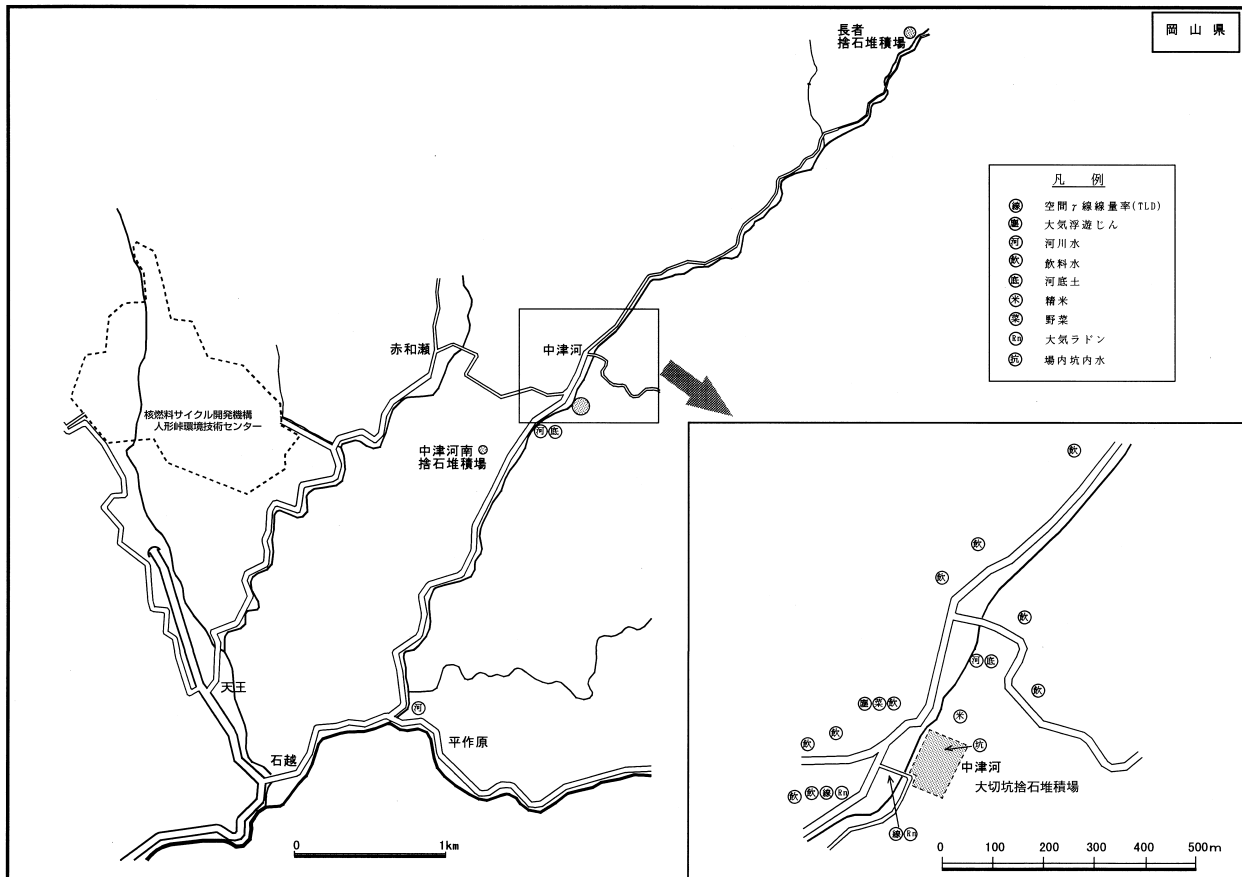 岡山県
長者
捨石堆積場
凡 例
線 空間γ線線量率(TLD)
塵 大気浮遊じん
河 河川水
飲 飲料水
底 河底土
米 精米
菜 野菜
Rn 大気ラドン
坑 場内坑内水
赤和瀬
中津河
核燃料サイクル開発機構
人形峠環境技術センター
河 底
中津河南
捨石堆積場
天王
河
石越
平作原
0 1km
飲
飲
飲
飲
河 底
飲
塵 菜 飲
米
飲 飲
坑
中津河
大切坑捨石堆積場
飲 飲 線 Rn
線 Rn
0 100 200 300 400 500m